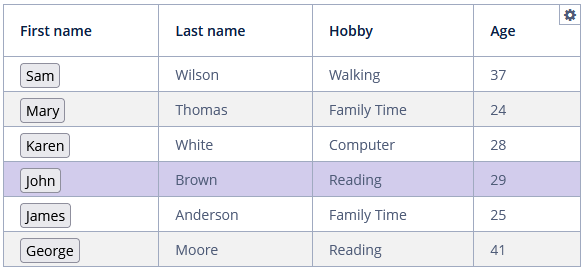 First name Last name Hobby Age
Sam Wilson Walking 37
Mary Thomas Family Time 24
Karen White Computer 28
John Brown Reading 29
James Anderson Family Time 25
George Moore Reading 41